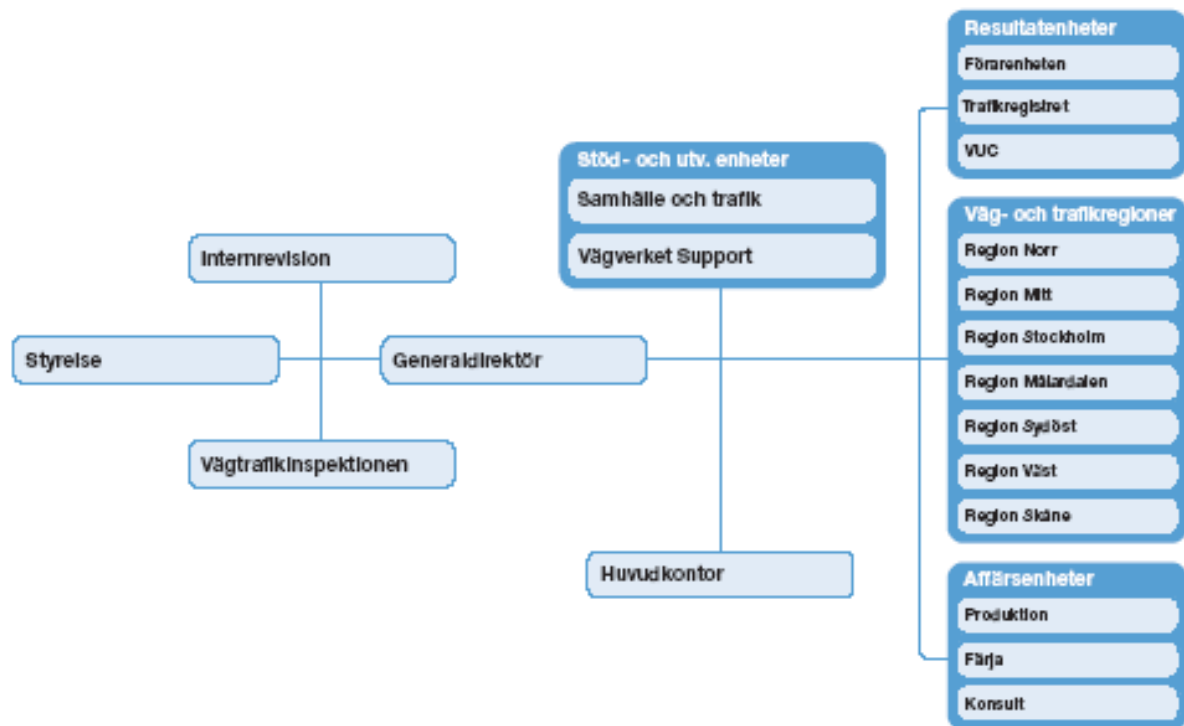 Resultatenheter
Förarenheten
Trafikregistret
VUC
Stöd- och utv. enheter
Samhälle och trafik
Vägverket Support
Väg- och trafikregioner
Region Norr
Region Mitt
Region Stockholm
Region Mälardalen
Region Sydöst
Region Väst
Region Skåne
Internrevision
Styrelse
Generaldirektör
Vägtrafikinspektionen
Huvudkontor
Affärsenheter
Produktion
Färja
Konsult